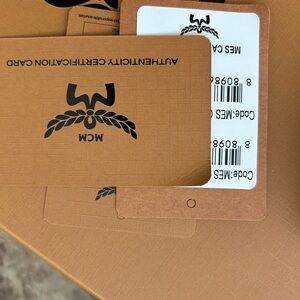 AUTHENTICITY CERTIFICATION CARD
MCM
MES CA
8 8098
Code:MES
8 8098
Code:MES